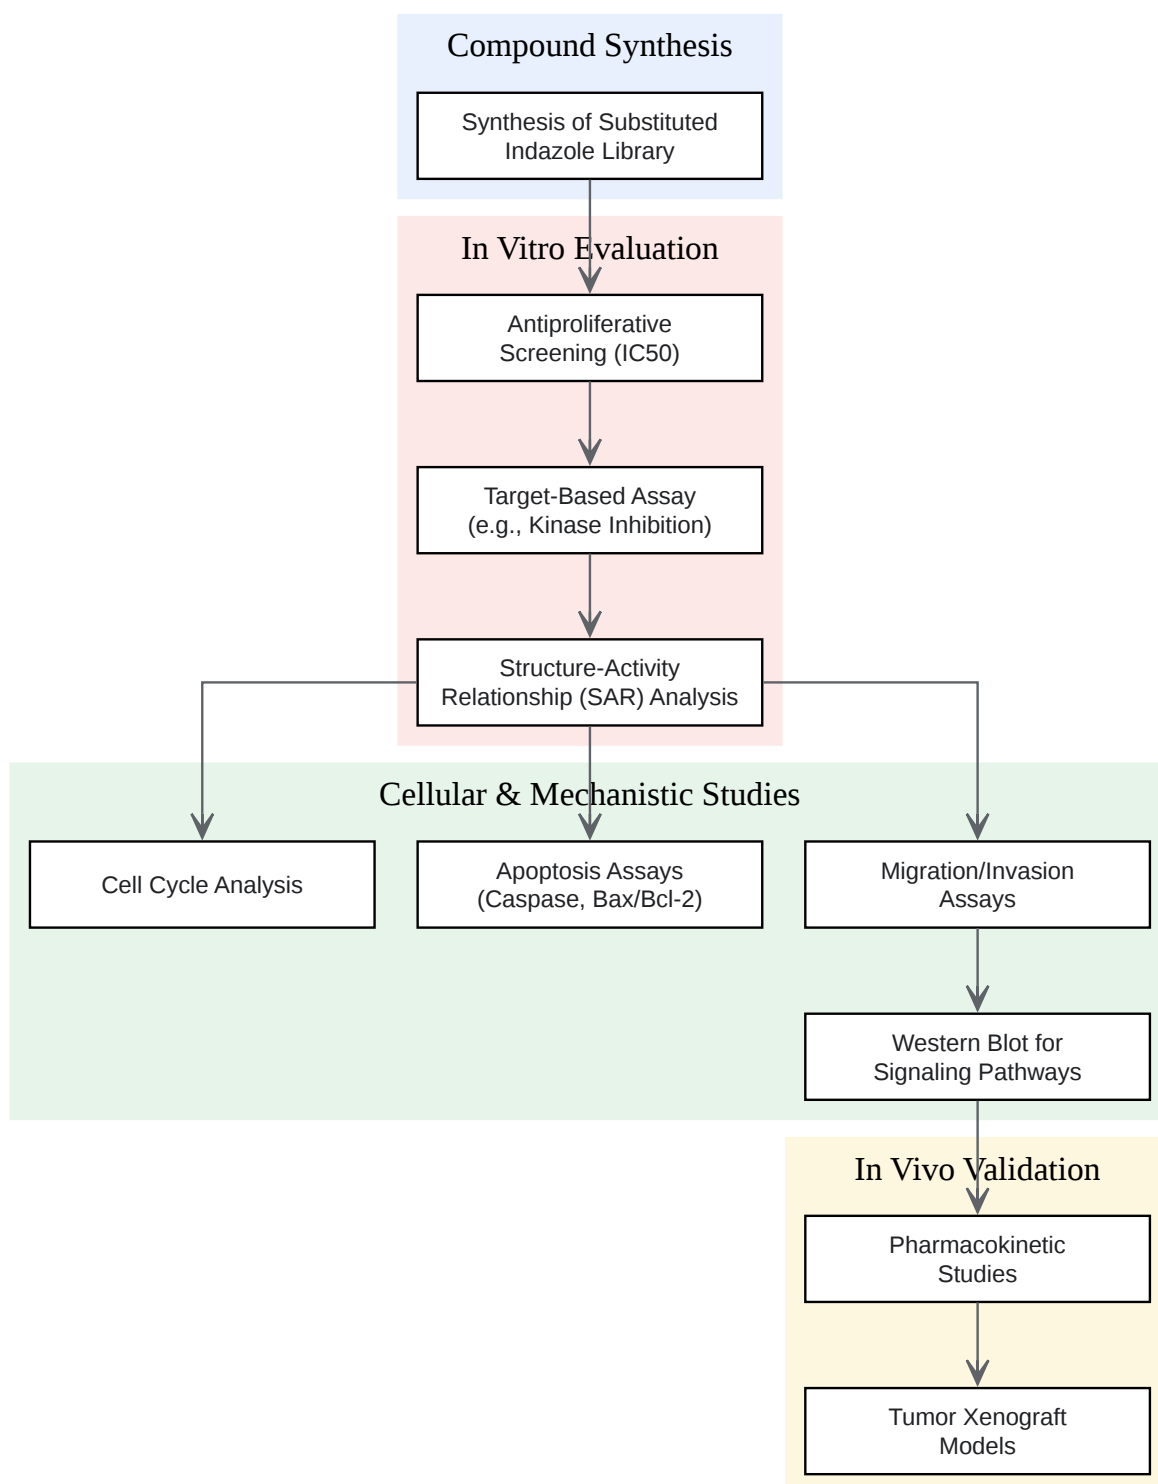 Compound Synthesis
Synthesis of Substituted
Indazole Library
In Vitro Evaluation
Antiproliferative
Screening (IC50)
Target-Based Assay
(e.g., Kinase Inhibition)
Structure-Activity
Relationship (SAR) Analysis
Cellular & Mechanistic Studies
Cell Cycle Analysis
Apoptosis Assays
(Caspase, Bax/Bcl-2)
Migration/Invasion
Assays
Western Blot for
Signaling Pathways
In Vivo Validation
Pharmacokinetic
Studies
Tumor Xenograft
Models